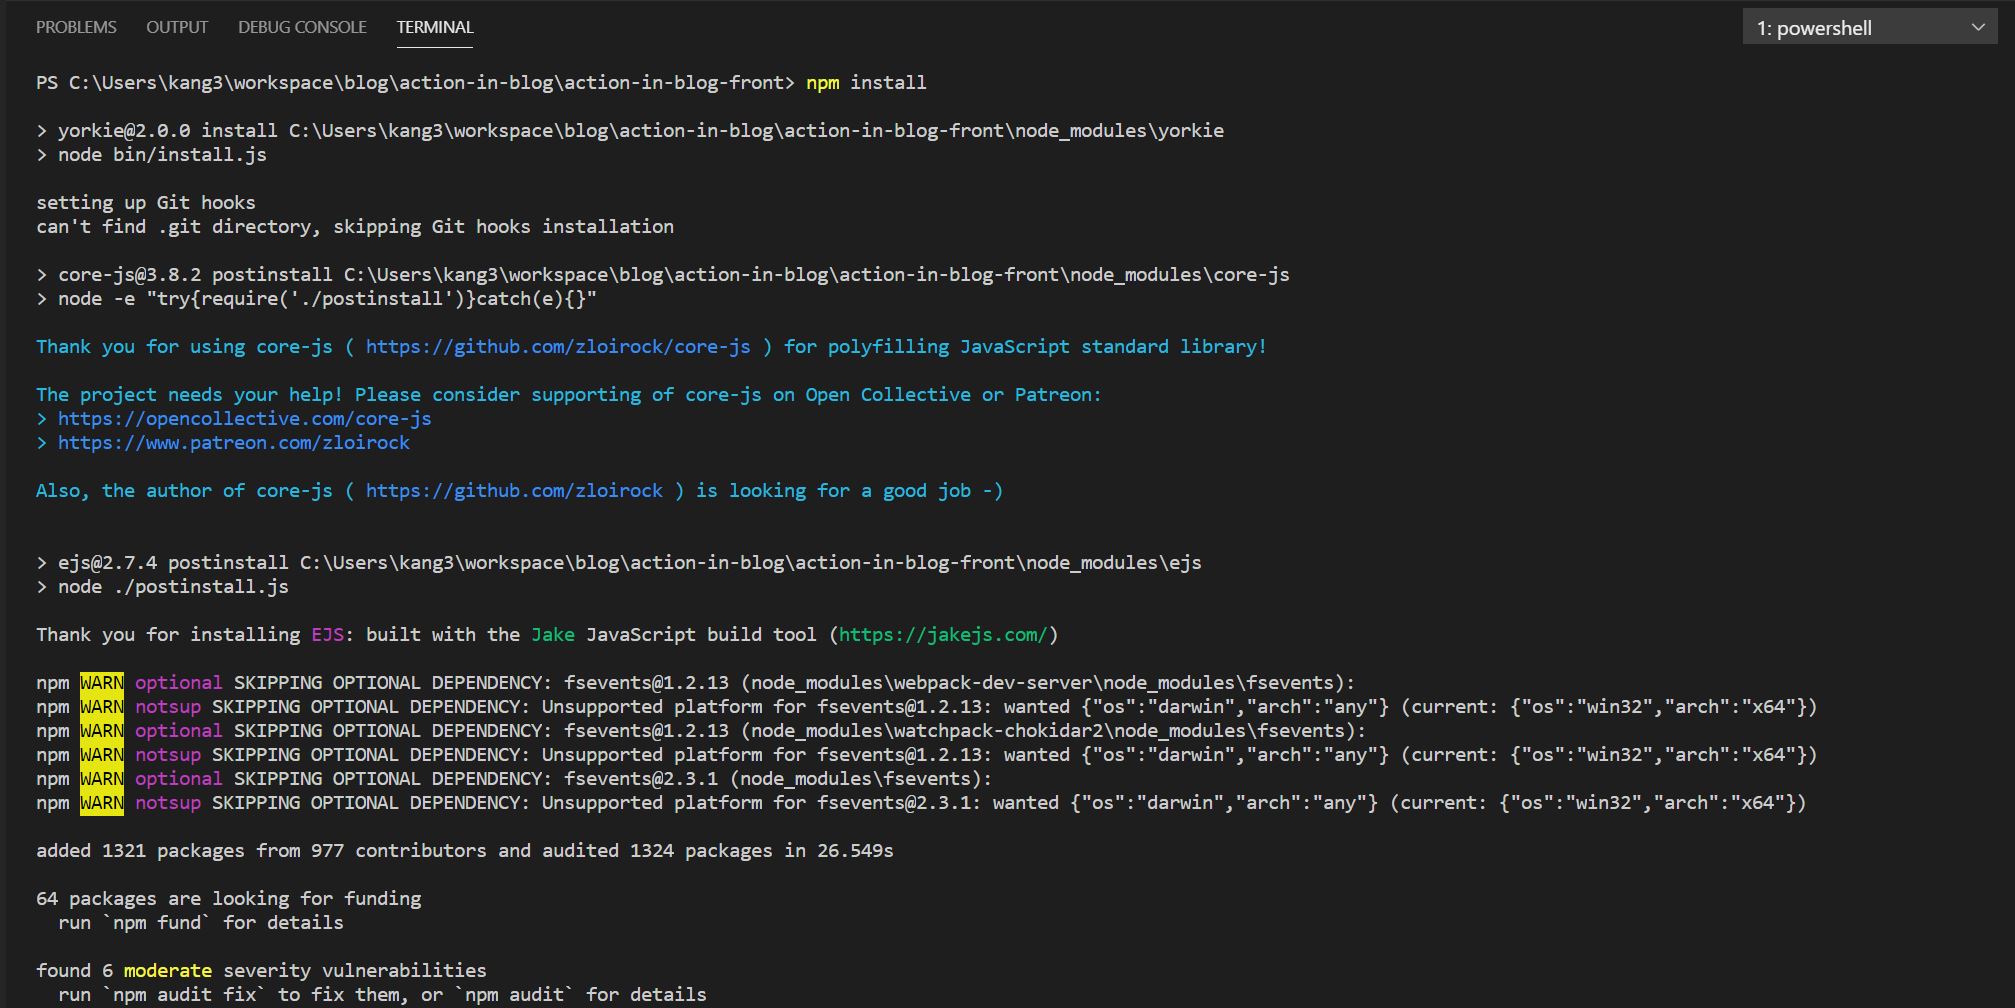 PROBLEMS OUTPUT DEBUG CONSOLE TERMINAL 1: powershell
PS C:\Users\kang3\workspace\blog\action-in-blog\action-in-blog-front> npm install
> yorkie@2.0.0 install C:\Users\kang3\workspace\blog\action-in-blog\action-in-blog-front\node_modules\yorkie
> node bin/install.js
setting up Git hooks
can't find .git directory, skipping Git hooks installation
> core-js@3.8.2 postinstall C:\Users\kang3\workspace\blog\action-in-blog\action-in-blog-front\node_modules\core-js
> node -e "try{require('./postinstall')}catch(e){}"
Thank you for using core-js ( https://github.com/zloirock/core-js ) for polyfilling JavaScript standard library!
The project needs your help! Please consider supporting of core-js on Open Collective or Patreon:
> https://opencollective.com/core-js
> https://www.patreon.com/zloirock
Also, the author of core-js ( https://github.com/zloirock ) is looking for a good job -)
> ejs@2.7.4 postinstall C:\Users\kang3\workspace\blog\action-in-blog\action-in-blog-front\node_modules\ejs
> node ./postinstall.js
Thank you for installing EJS: built with the Jake JavaScript build tool (https://jakejs.com/)
npm WARN optional SKIPPING OPTIONAL DEPENDENCY: fsevents@1.2.13 (node_modules\webpack-dev-server\node_modules\fsevents):
npm WARN notsup SKIPPING OPTIONAL DEPENDENCY: Unsupported platform for fsevents@1.2.13: wanted {"os":"darwin","arch":"any"} (current: {"os":"win32","arch":"x64"})
npm WARN optional SKIPPING OPTIONAL DEPENDENCY: fsevents@1.2.13 (node_modules\watchpack-chokidar2\node_modules\fsevents):
npm WARN notsup SKIPPING OPTIONAL DEPENDENCY: Unsupported platform for fsevents@1.2.13: wanted {"os":"darwin","arch":"any"} (current: {"os":"win32","arch":"x64"})
npm WARN optional SKIPPING OPTIONAL DEPENDENCY: fsevents@2.3.1 (node_modules\fsevents):
npm WARN notsup SKIPPING OPTIONAL DEPENDENCY: Unsupported platform for fsevents@2.3.1: wanted {"os":"darwin","arch":"any"} (current: {"os":"win32","arch":"x64"})
added 1321 packages from 977 contributors and audited 1324 packages in 26.549s
64 packages are looking for funding
run `npm fund` for details
found 6 moderate severity vulnerabilities
run `npm audit fix` to fix them, or `npm audit` for details